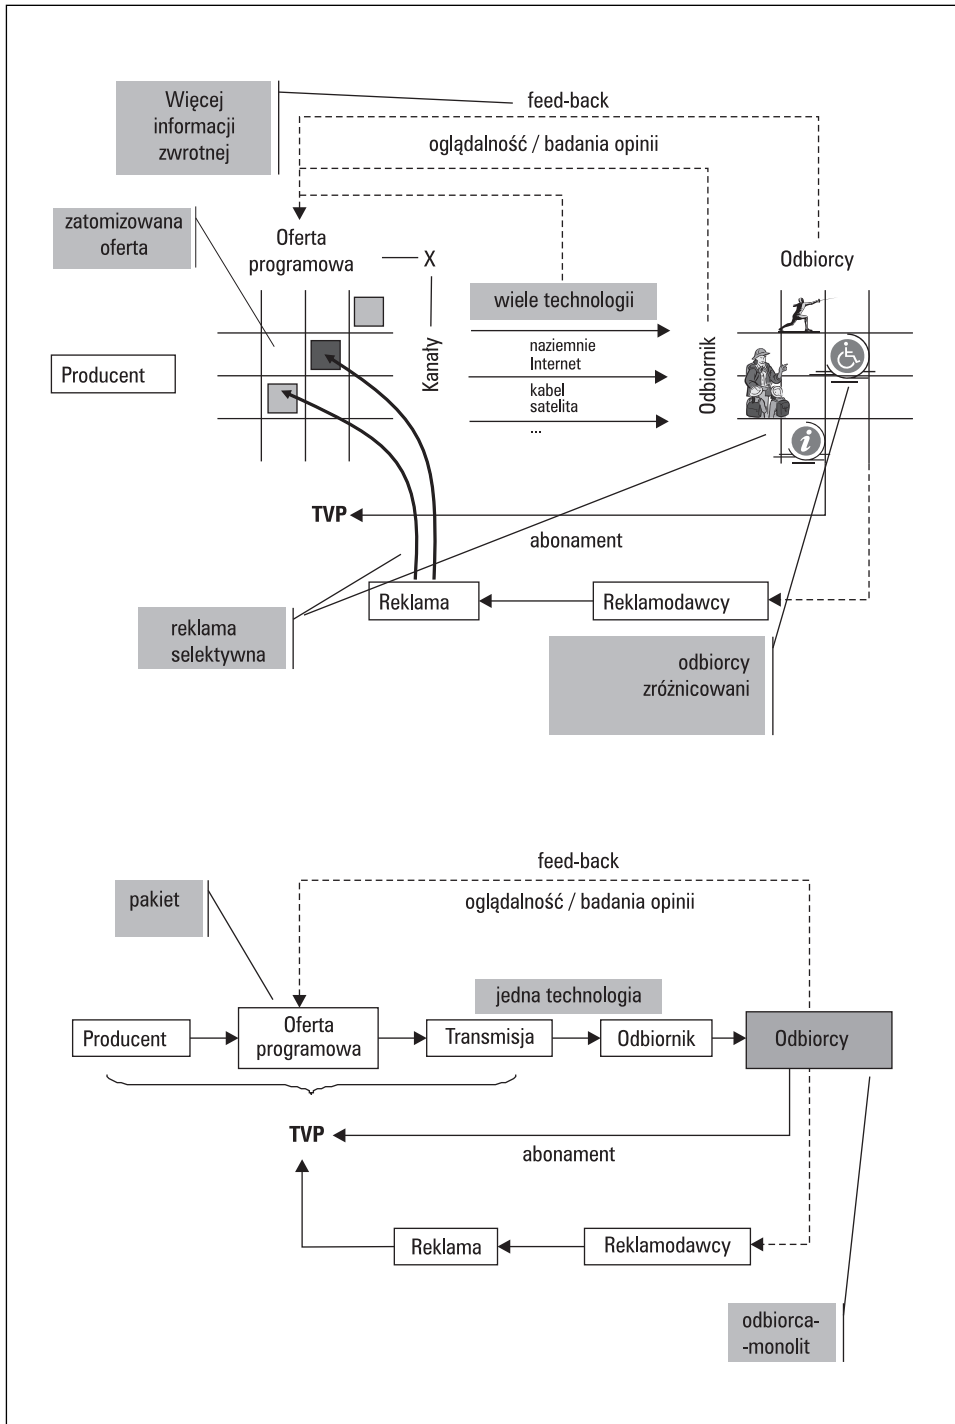 feed-back
Więcej
informacji
zwrotnej
oglądalność / badania opinii
zatomizowana
oferta
Oferta
programowa
X
Odbiorcy
wiele technologii
Kanały
naziemnie
Internet
kabel
satelita
...
Odbiornik
Producent
i
TVP
abonament
Reklama
Reklamodawcy
reklama
selektywna
odbiorcy
zróżnicowani
feed-back
pakiet
oglądalność / badania opinii
jedna technologia
Producent
Oferta
programowa
Transmisja
Odbiornik
Odbiorcy
TVP
abonament
Reklama
Reklamodawcy
odbiorca-
-monolit